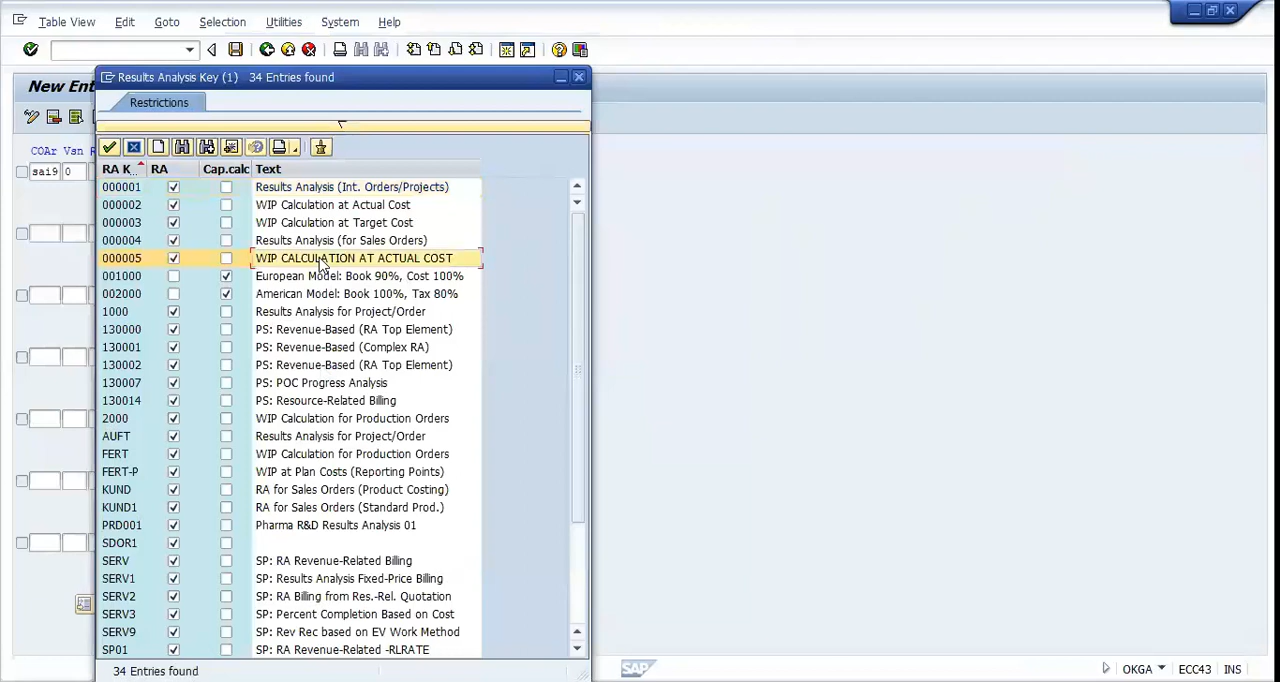 Table View Edit Goto Selection Utilities System Help
Results Analysis Key (1) 34 Entries found
New Ent
Restrictions
COAr Vsn R
sai9 0
RA K.. RA Cap.calc Text
000001 Results Analysis (Int. Orders/Projects)
000002 WIP Calculation at Actual Cost
000003 WIP Calculation at Target Cost
000004 Results Analysis (for Sales Orders)
000005 WIP CALCULATION AT ACTUAL COST
001000 European Model: Book 90%, Cost 100%
002000 American Model: Book 100%, Tax 80%
1000 Results Analysis for Project/Order
130000 PS: Revenue-Based (RA Top Element)
130001 PS: Revenue-Based (Complex RA)
130002 PS: Revenue-Based (RA Top Element)
130007 PS: POC Progress Analysis
130014 PS: Resource-Related Billing
2000 WIP Calculation for Production Orders
AUFT Results Analysis for Project/Order
FERT WIP Calculation for Production Orders
FERT-P WIP at Plan Costs (Reporting Points)
KUND RA for Sales Orders (Product Costing)
KUND1 RA for Sales Orders (Standard Prod.)
PRD001 Pharma R&D Results Analysis 01
SDOR1
SERV SP: RA Revenue-Related Billing
SERV1 SP: Results Analysis Fixed-Price Billing
SERV2 SP: RA Billing from Res.-Rel. Quotation
SERV3 SP: Percent Completion Based on Cost
SERV9 SP: Rev Rec based on EV Work Method
SP01 SP: RA Revenue-Related -RLRATE
34 Entries found
SAP OKGA ECC43 INS